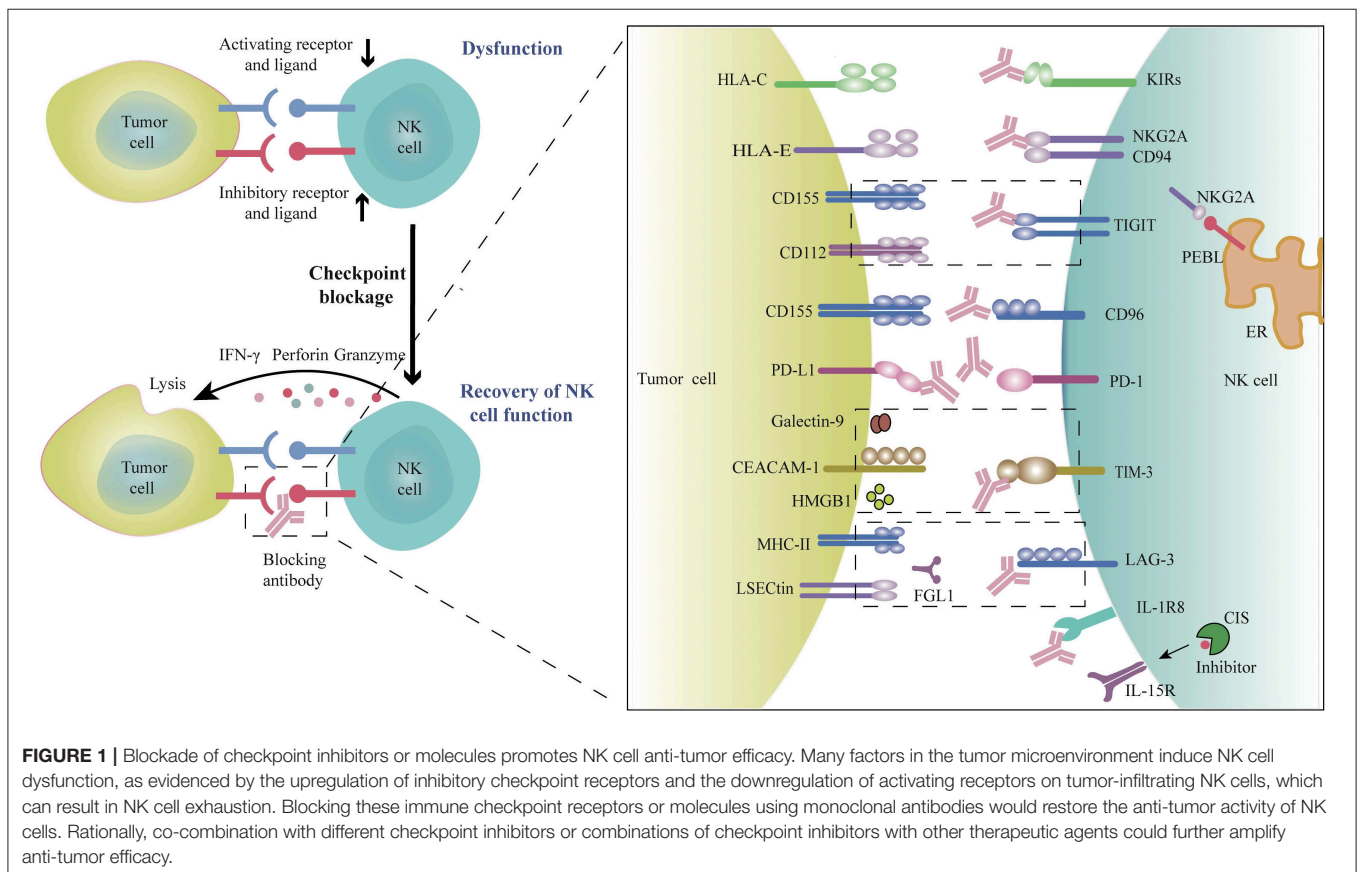 Activating receptor
and ligand
Dysfunction
Tumor
cell
NK
cell
Inhibitory receptor
and ligand
Checkpoint
blockage
IFN-γ Perforin Granzyme
Lysis
Recovery of NK
cell function
Tumor
cell
NK
cell
Blocking
antibody
HLA-C
KIRs
HLA-E
NKG2A
CD94
CD155
TIGIT
CD112
NKG2A
PEBL
ER
CD155
CD96
Tumor cell
PD-L1
PD-1
NK cell
Galectin-9
CEACAM-1
TIM-3
HMGB1
MHC-II
LAG-3
LSECtin
FGL1
IL-1R8
CIS
Inhibitor
IL-15R
FIGURE 1 | Blockade of checkpoint inhibitors or molecules promotes NK cell anti-tumor efficacy. Many factors in the tumor microenvironment induce NK cell
dysfunction, as evidenced by the upregulation of inhibitory checkpoint receptors and the downregulation of activating receptors on tumor-infiltrating NK cells, which
can result in NK cell exhaustion. Blocking these immune checkpoint receptors or molecules using monoclonal antibodies would restore the anti-tumor activity of NK
cells. Rationally, co-combination with different checkpoint inhibitors or combinations of checkpoint inhibitors with other therapeutic agents could further amplify
anti-tumor efficacy.